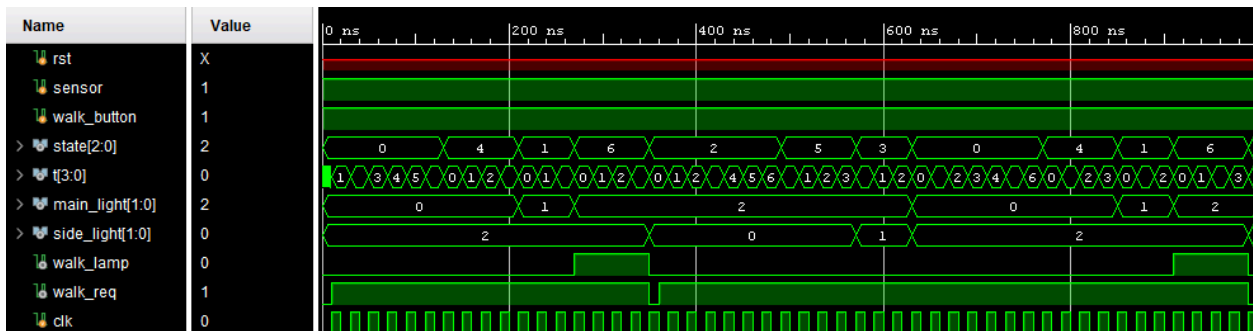 Name Value 0 ns 200 ns 400 ns 600 ns 800 ns
rst X
sensor 1
walk_button 1
> state[2:0] 2 0 4 1 6 2 5 3 0 4 1 6
> t[3:0] 0 1 3 4 5 0 1 2 0 1 0 1 2 0 1 2 4 5 6 1 2 3 1 2 0 2 3 4 6 0 2 3 0 2 0 1 3
> main_light[1:0] 2 0 1 2 0 1 2
> side_light[1:0] 0 2 0 1 2
walk_lamp 0
walk_req 1
clk 0